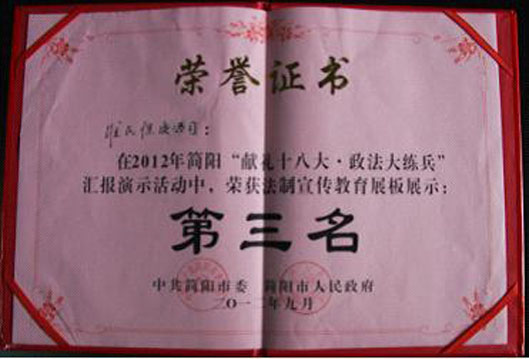 荣誉证书
在2012年简阳“献礼十八大·政法大练兵”
汇报演示活动中，荣获法制宣传教育展板展示：
第三名
中共简阳市委 简阳市人民政府
二〇一二年九月